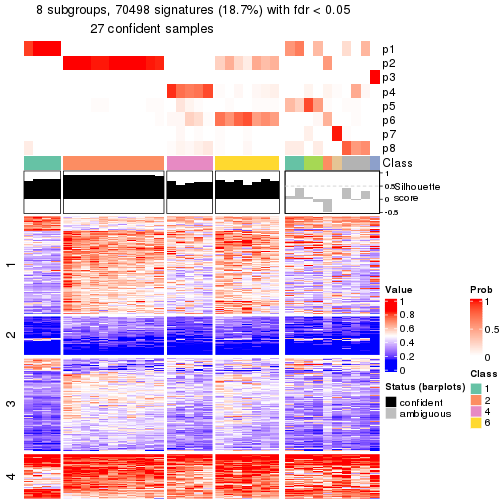 8 subgroups, 70498 signatures (18.7%) with fdr < 0.05
27 confident samples
p1
p2
p3
p4
p5
p6
p7
p8
Class
1
0.5
0
-0.5
Silhouette
score
1
2
3
4
Value
1
0.8
0.6
0.4
0.2
0
Status (barplots)
confident
ambiguous
Prob
1
0.5
0
Class
1
2
4
6